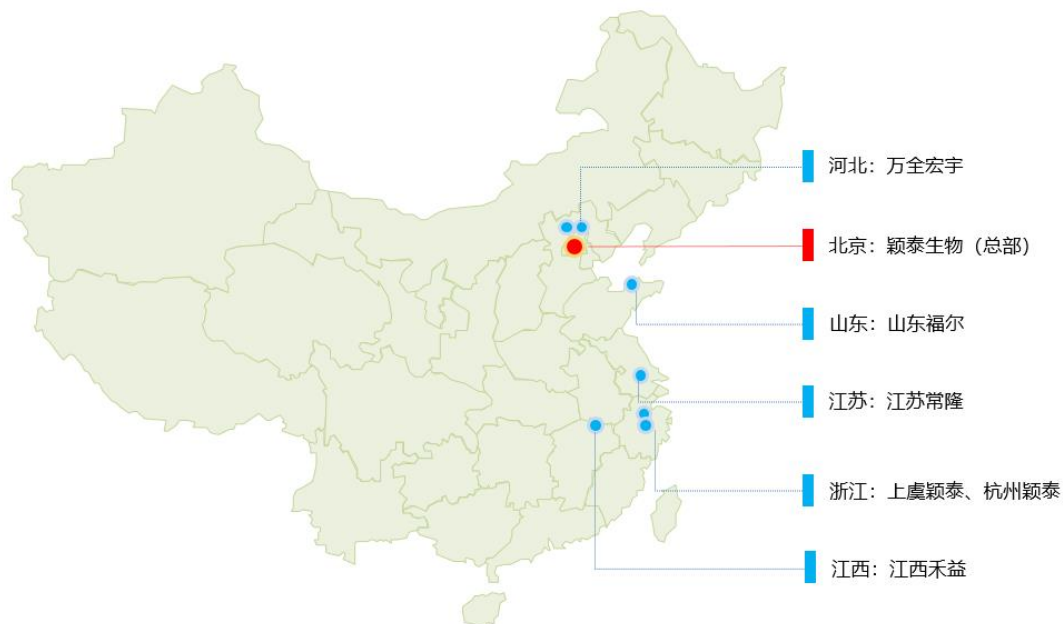 河北：万全宏宇
北京：颖泰生物（总部）
山东：山东福尔
江苏：江苏常隆
浙江：上虞颖泰、杭州颖泰
江西：江西禾益